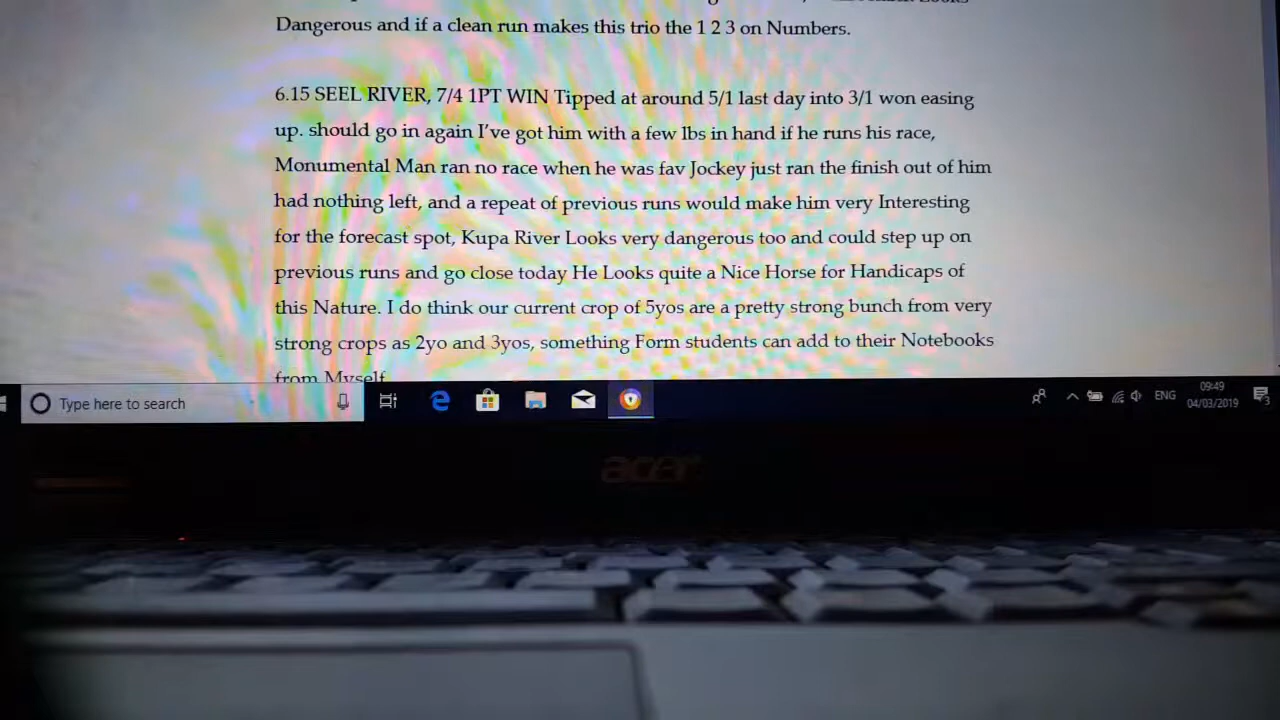 Dangerous and if a clean run makes this trio the 1 2 3 on Numbers.
6.15 SEEL RIVER, 7/4 1PT WIN Tipped at around 5/1 last day into 3/1 won easing
up. should go in again I've got him with a few lbs in hand if he runs his race,
Monumental Man ran no race when he was fav Jockey just ran the finish out of him
had nothing left, and a repeat of previous runs would make him very Interesting
for the forecast spot, Kupa River Looks very dangerous too and could step up on
previous runs and go close today He Looks quite a Nice Horse for Handicaps of
this Nature. I do think our current crop of 5yos are a pretty strong bunch from very
strong crops as 2yo and 3yos, something Form students can add to their Notebooks
from Myself
Type here to search
ENG
09:49
04/03/2019
3
acer